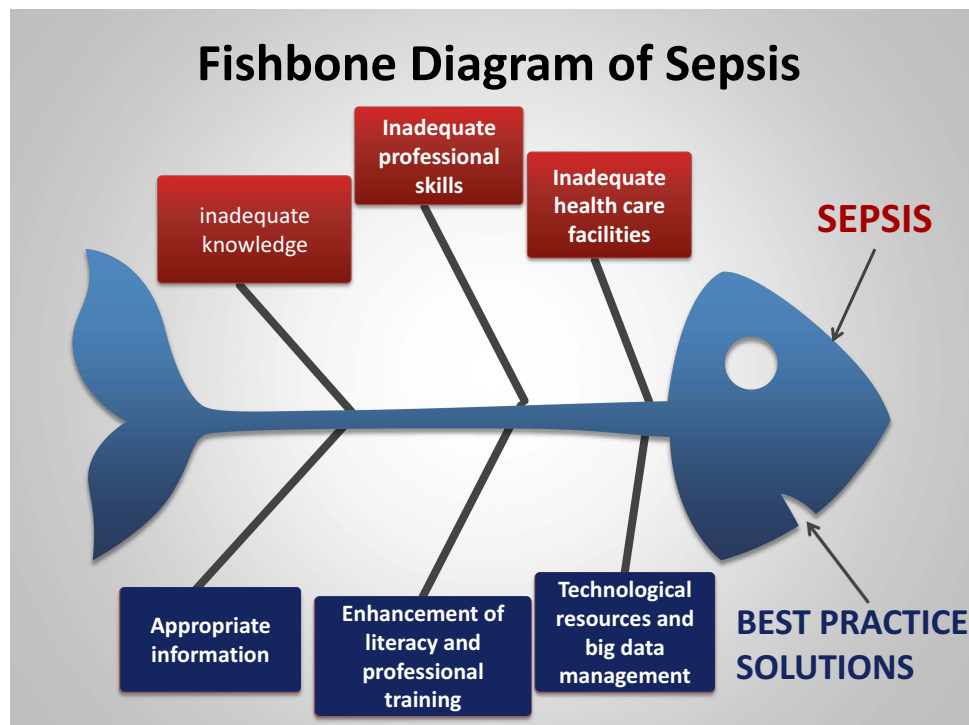 Fishbone Diagram of Sepsis
Inadequate
professional
skills
Inadequate
health care
facilities
inadequate
knowledge
SEPSIS
Appropriate
information
Enhancement of
literacy and
professional
training
Technological
resources and
big data
management
BEST PRACTICE
SOLUTIONS